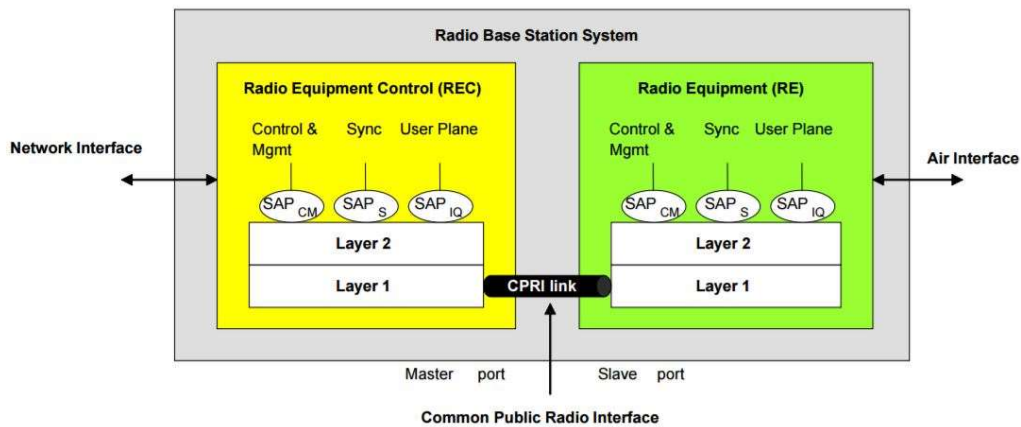 Radio Base Station System
Radio Equipment Control (REC)
Radio Equipment (RE)
Control & Mgmt
Sync
User Plane
Control & Mgmt
Sync
User Plane
Network Interface
Air Interface
SAP CM
SAP S
SAP IQ
SAP CM
SAP S
SAP IQ
Layer 2
Layer 2
Layer 1
CPRI link
Layer 1
Master port
Slave port
Common Public Radio Interface